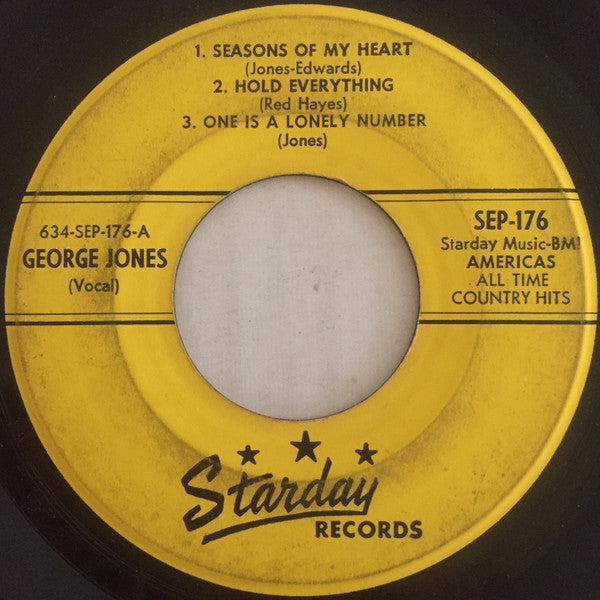 1. SEASONS OF MY HEART
(Jones-Edwards)
2. HOLD EVERYTHING
(Red Hayes)
3. ONE IS A LONELY NUMBER
(Jones)
634-SEP-176-A
GEORGE JONES
(Vocal)
SEP-176
Starday Music-BMI
AMERICAS
ALL TIME
COUNTRY HITS
Starday
RECORDS